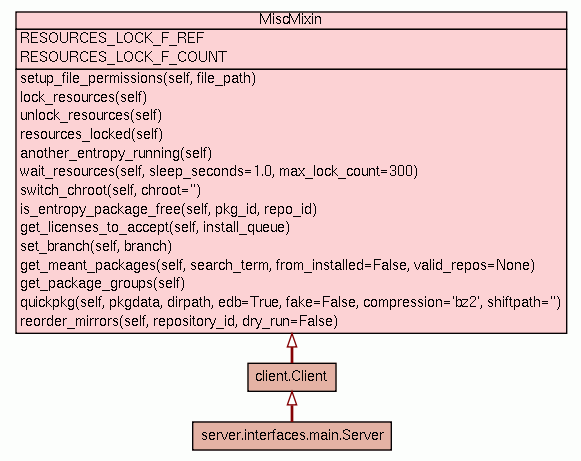 MiscMixin
RESOURCES_LOCK_F_REF
RESOURCES_LOCK_F_COUNT
setup_file_permissions(self, file_path)
lock_resources(self)
unlock_resources(self)
resources_locked(self)
another_entropy_running(self)
wait_resources(self, sleep_seconds=1.0, max_lock_count=300)
switch_chroot(self, chroot='')
is_entropy_package_free(self, pkg_id, repo_id)
get_licenses_to_accept(self, install_queue)
set_branch(self, branch)
get_meant_packages(self, search_term, from_installed=False, valid_repos=None)
get_package_groups(self)
quickpkg(self, pkgdata, dirpath, edb=True, fake=False, compression='bz2', shiftpath='')
reorder_mirrors(self, repository_id, dry_run=False)
client.Client
server.interfaces.main.Server